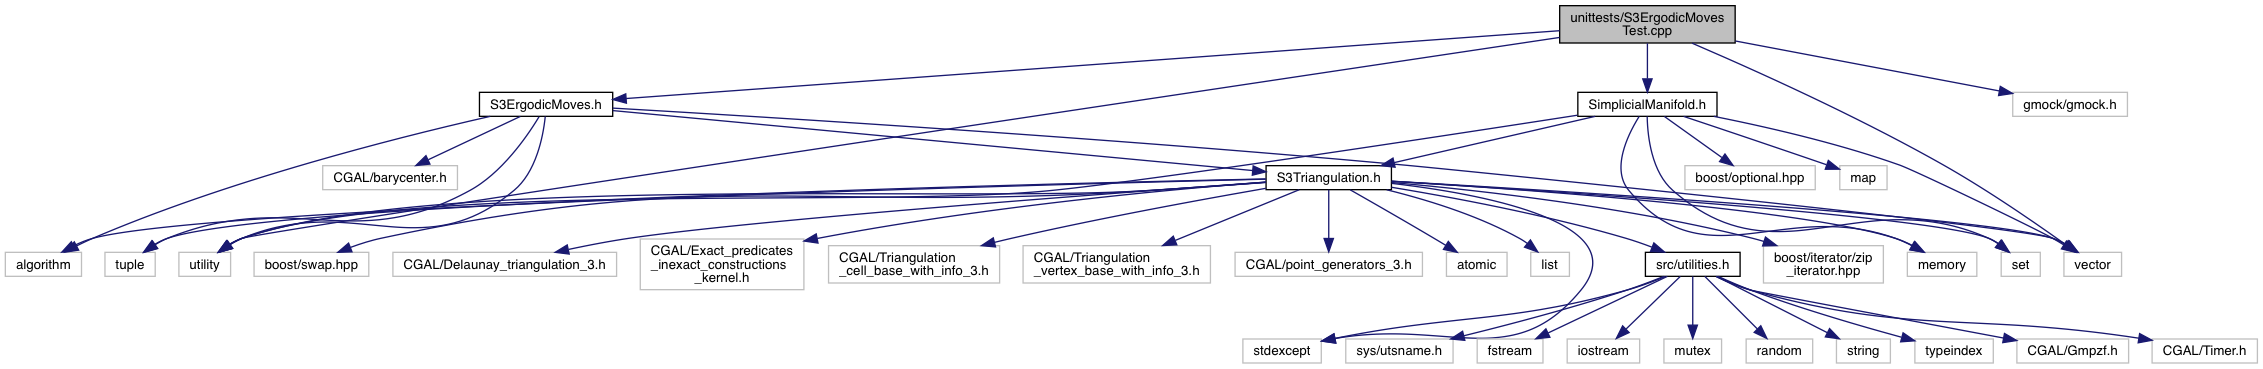 unittests/S3ErgodicMoves
Test.cpp
S3ErgodicMoves.h
SimplicialManifold.h
gmock/gmock.h
CGAL/barycenter.h
S3Triangulation.h
boost/optional.hpp
map
algorithm
tuple
utility
boost/swap.hpp
CGAL/Delaunay_triangulation_3.h
CGAL/Exact_predicates
_inexact_constructions
_kernel.h
CGAL/Triangulation
_cell_base_with_info_3.h
CGAL/Triangulation
_vertex_base_with_info_3.h
CGAL/point_generators_3.h
atomic
list
src/utilities.h
boost/iterator/zip
_iterator.hpp
memory
set
vector
stdexcept
sys/utsname.h
fstream
iostream
mutex
random
string
typeindex
CGAL/Gmpzf.h
CGAL/Timer.h